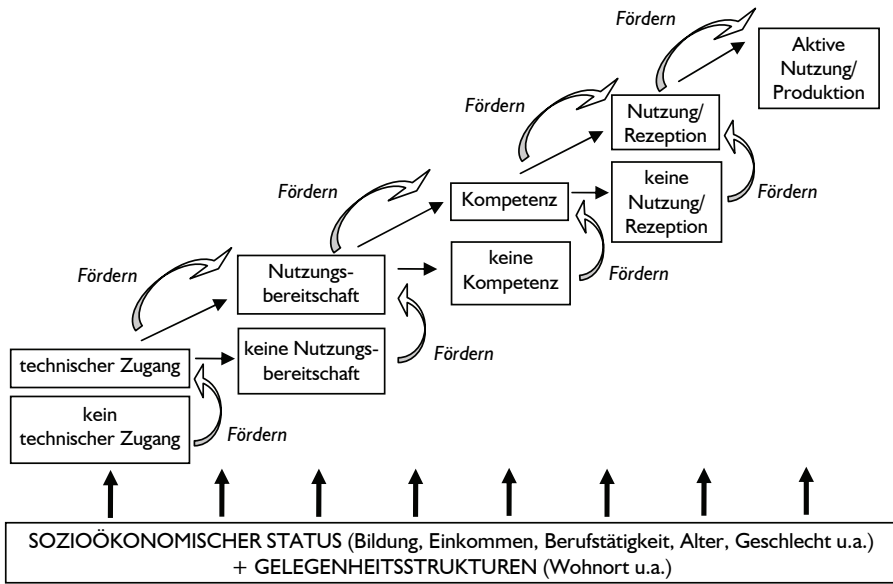 Fördern
Aktive
Nutzung/
Produktion
Fördern
Nutzung/
Rezeption
Fördern
Kompetenz
keine
Nutzung/
Rezeption
Fördern
Fördern
Nutzungs-
bereitschaft
keine
Kompetenz
Fördern
technischer Zugang
keine Nutzungs-
bereitschaft
Fördern
kein
technischer Zugang
Fördern
SOZIOÖKONOMISCHER STATUS (Bildung, Einkommen, Berufstätigkeit, Alter, Geschlecht u.a.)
+ GELEGENHEITSSTRUKTUREN (Wohnort u.a.)